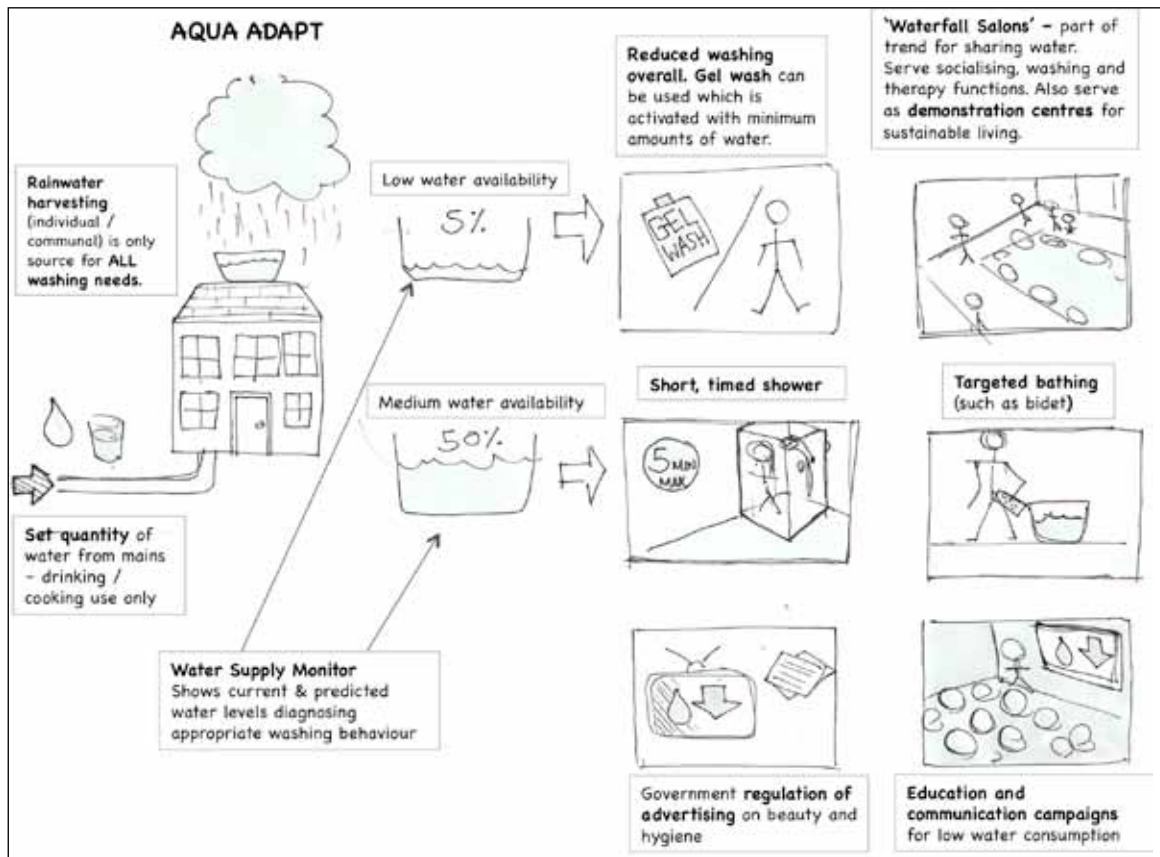 AQUA ADAPT
Rainwater
harvesting
(individual /
communal) is only
source for ALL
washing needs.
Set quantity of
water from mains
– drinking /
cooking use only
Low water availability
5%
Medium water availability
50%
Water Supply Monitor
Shows current & predicted
water levels diagnosing
appropriate washing behaviour
Reduced washing
overall. Gel wash can
be used which is
activated with minimum
amounts of water.
GEL
WASH
'Waterfall Salons' – part of
trend for sharing water.
Serve socialising, washing and
therapy functions. Also serve
as demonstration centres for
sustainable living.
Short, timed shower
5 MIN
MAX
Targeted bathing
(such as bidet)
Government regulation of
advertising on beauty and
hygiene
Education and
communication campaigns
for low water consumption